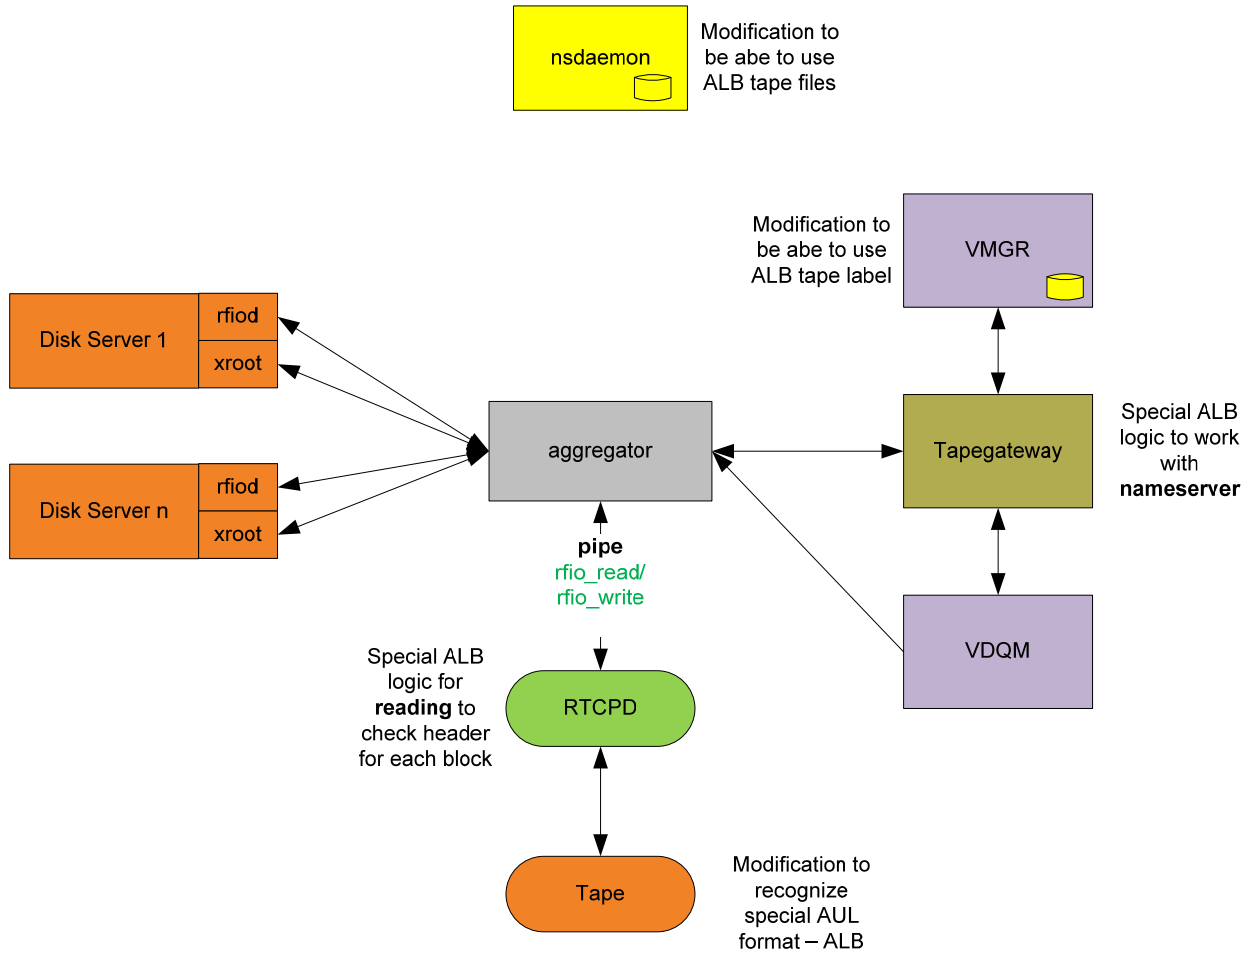 nsdaemon
Modification to
be abe to use
ALB tape files
Modification to
be abe to use
ALB tape label
VMGR
Disk Server 1
rfiod
xroot
Disk Server n
rfiod
xroot
aggregator
Tapegateway
Special ALB
logic to work
with
nameserver
pipe
rfio_read/
rfio_write
VDQM
Special ALB
logic for
reading to
check header
for each block
RTCPD
Tape
Modification to
recognize
special AUL
format – ALB